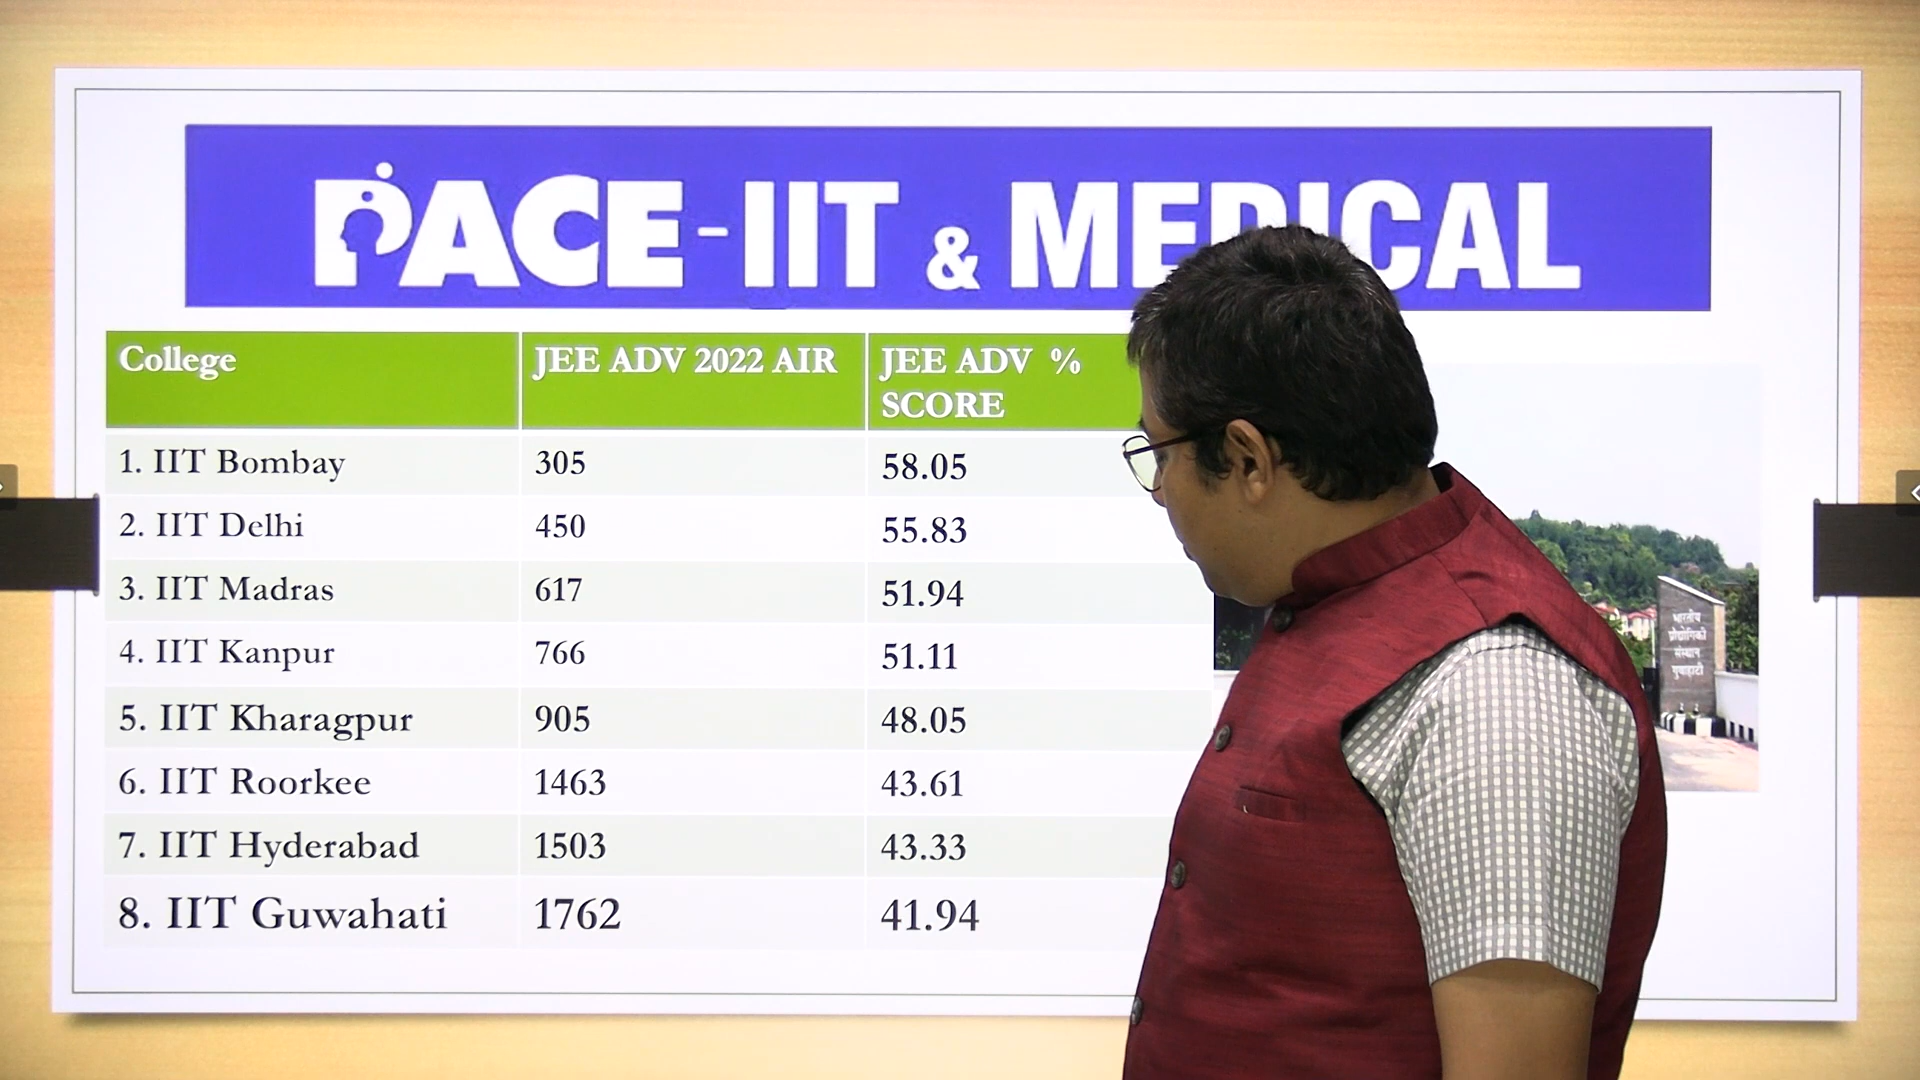 PACE-IIT & MEDICAL
College JEE ADV 2022 AIR JEE ADV % SCORE
1. IIT Bombay 305 58.05
2. IIT Delhi 450 55.83
3. IIT Madras 617 51.94
4. IIT Kanpur 766 51.11
5. IIT Kharagpur 905 48.05
6. IIT Roorkee 1463 43.61
7. IIT Hyderabad 1503 43.33
8. IIT Guwahati 1762 41.94
भारतीय
प्रौद्योगिकी
संस्थान
गुवाहाटी